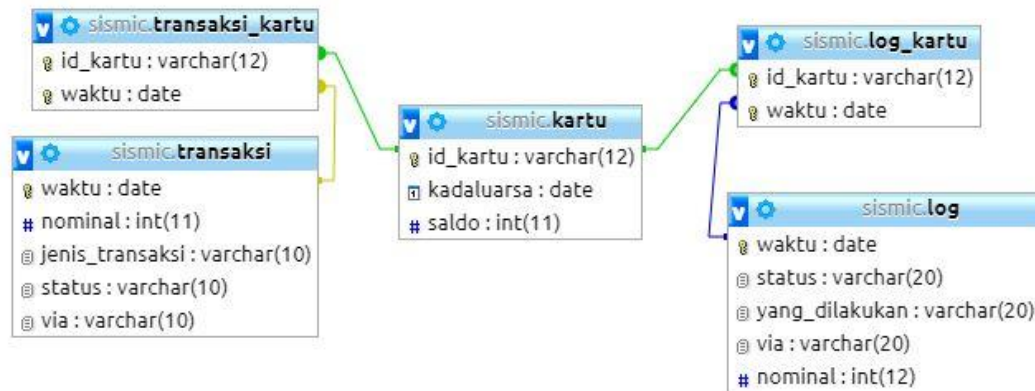 sismic.transaksi_kartu
id_kartu : varchar(12)
waktu : date
sismic.transaksi
waktu : date
nominal : int(11)
jenis_transaksi : varchar(10)
status : varchar(10)
via : varchar(10)
sismic.kartu
id_kartu : varchar(12)
kadaluarsa : date
saldo : int(11)
sismic.log_kartu
id_kartu : varchar(12)
waktu : date
sismic.log
waktu : date
status : varchar(20)
yang_dilakukan : varchar(20)
via : varchar(20)
nominal : int(12)